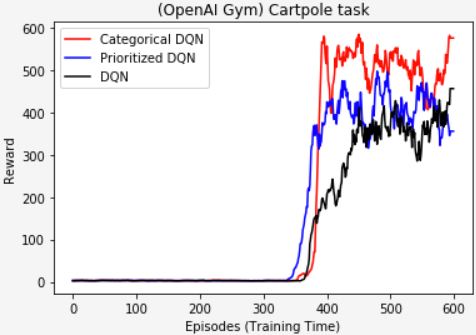 (OpenAI Gym) Cartpole task
Categorical DQN
Prioritized DQN
DQN
600
500
400
300
200
100
0
Reward
0 100 200 300 400 500 600
Episodes (Training Time)